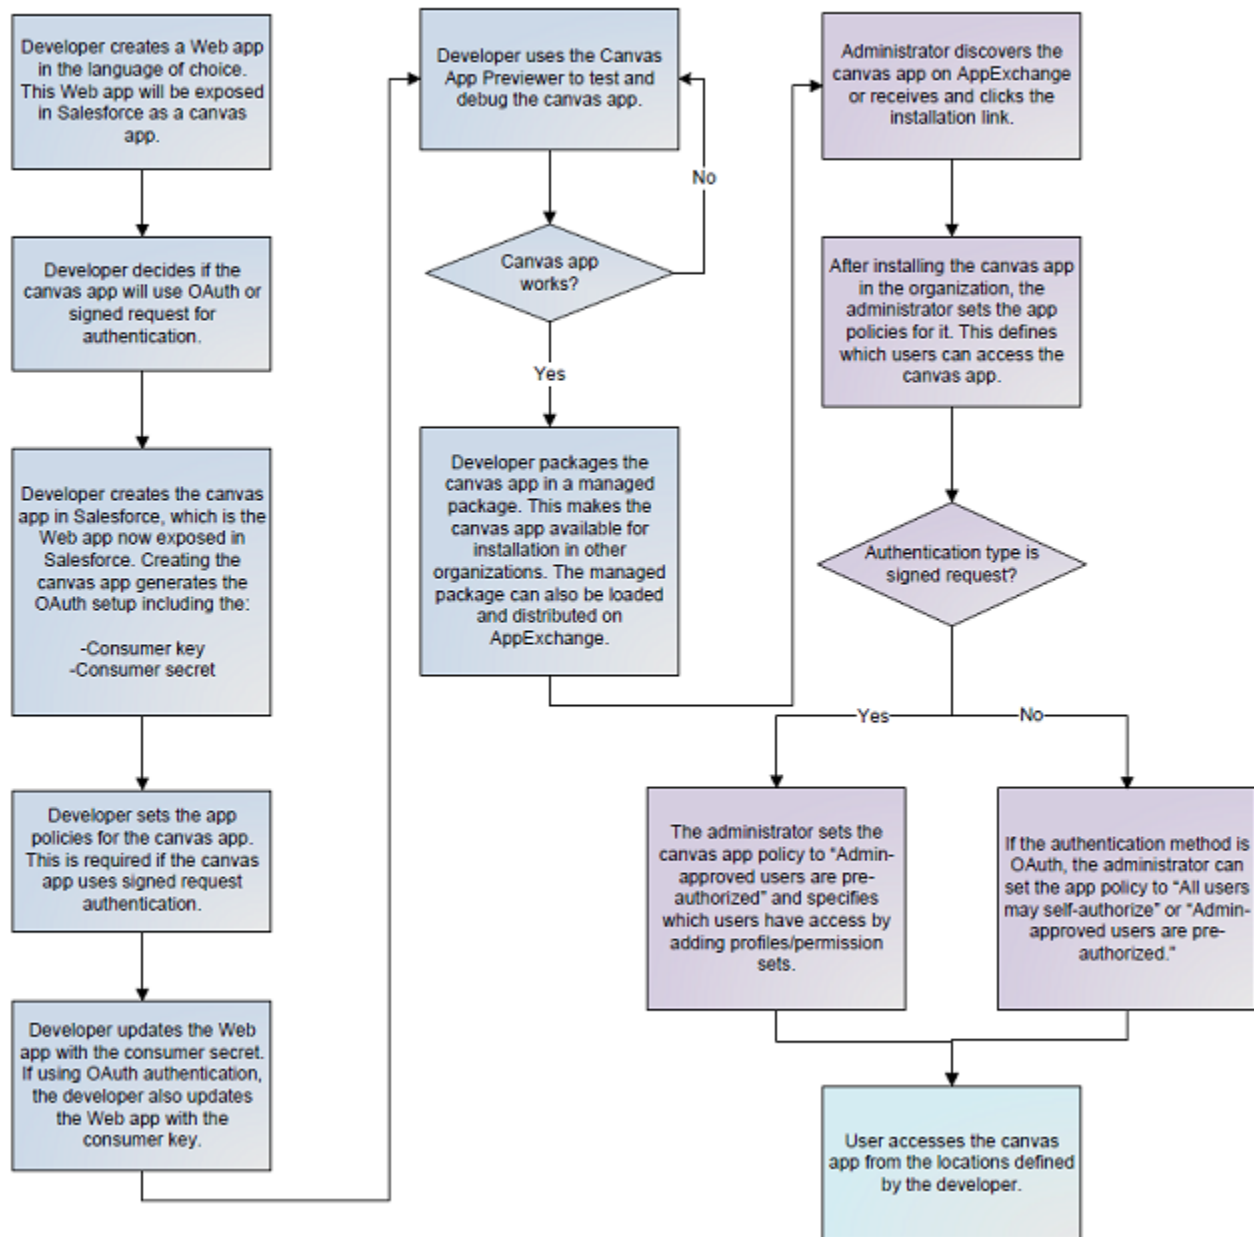 Developer creates a Web app
in the language of choice.
This Web app will be exposed
in Salesforce as a canvas
app.
Developer decides if the
canvas app will use OAuth or
signed request for
authentication.
Developer creates the canvas
app in Salesforce, which is the
Web app now exposed in
Salesforce. Creating the
canvas app generates the
OAuth setup including the:
-Consumer key
-Consumer secret
Developer sets the app
policies for the canvas app.
This is required if the canvas
app uses signed request
authentication.
Developer updates the Web
app with the consumer secret.
If using OAuth authentication,
the developer also updates
the Web app with the
consumer key.
Developer uses the Canvas
App Previewer to test and
debug the canvas app.
No
Canvas app
works?
Yes
Developer packages the
canvas app in a managed
package. This makes the
canvas app available for
installation in other
organizations. The managed
package can also be loaded
and distributed on
AppExchange.
Administrator discovers the
canvas app on AppExchange
or receives and clicks the
installation link.
After installing the canvas app
in the organization, the
administrator sets the app
policies for it. This defines
which users can access the
canvas app.
Authentication type is
signed request?
Yes
No
The administrator sets the
canvas app policy to “Admin-
approved users are pre-
authorized” and specifies
which users have access by
adding profiles/permission
sets.
If the authentication method is
OAuth, the administrator can
set the app policy to “All users
may self-authorize” or “Admin-
approved users are pre-
authorized.”
User accesses the canvas
app from the locations defined
by the developer.